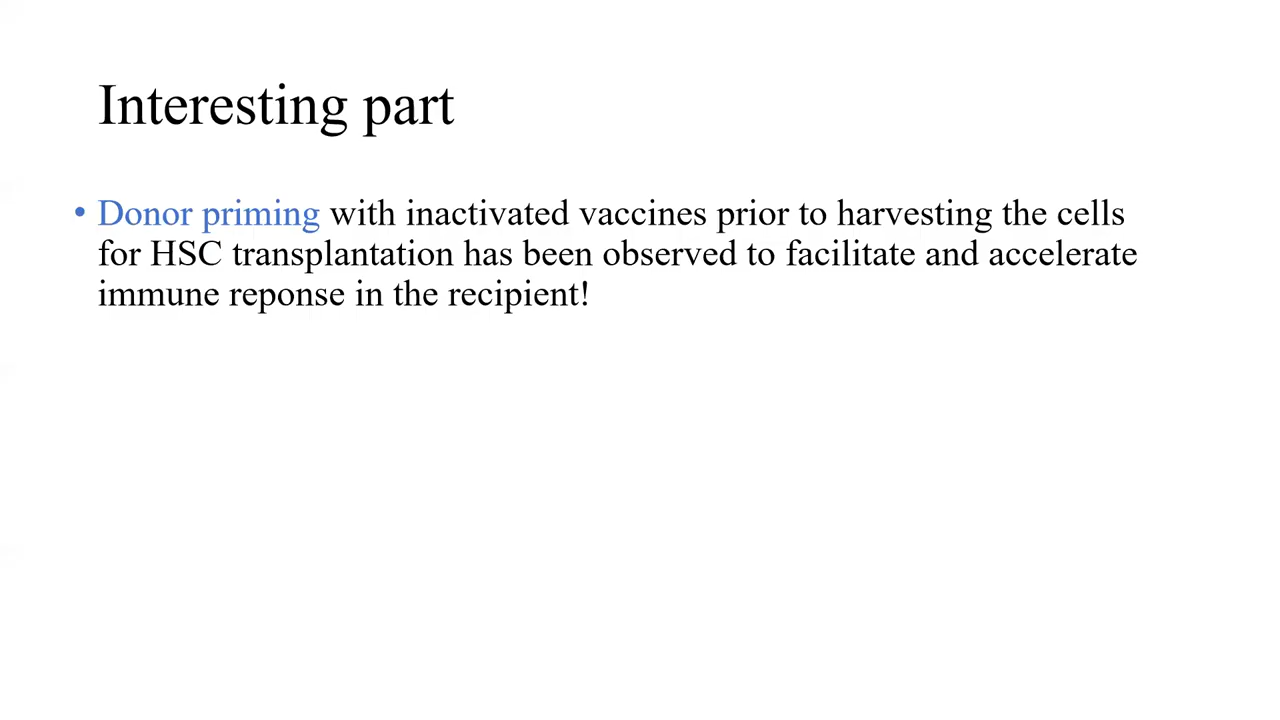 Interesting part
• Donor priming with inactivated vaccines prior to harvesting the cells
for HSC transplantation has been observed to facilitate and accelerate
immune reponse in the recipient!